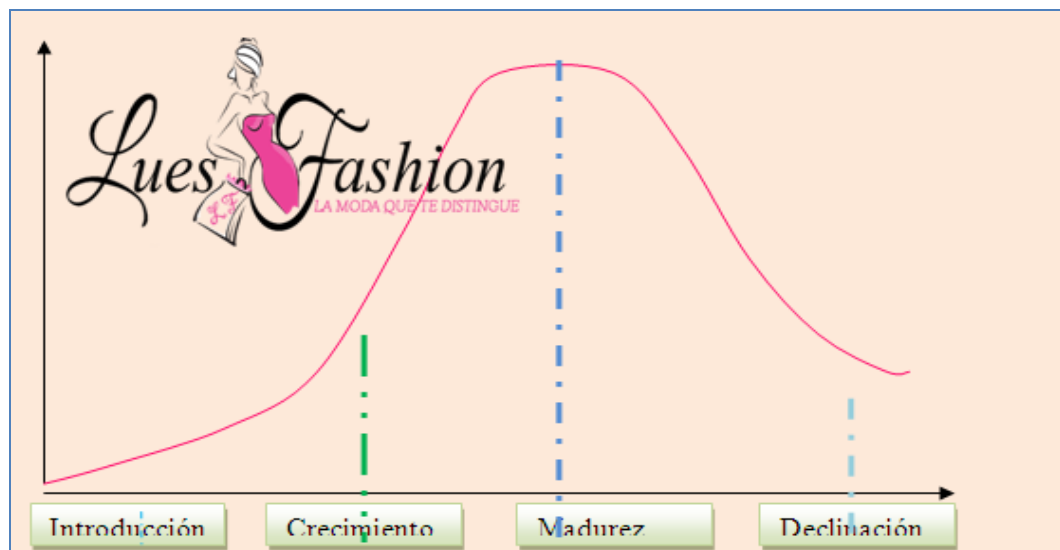 Lues Fashion
LA MODA QUE TE DISTINGUE
Introducción
Crecimiento
Madurez
Declinación